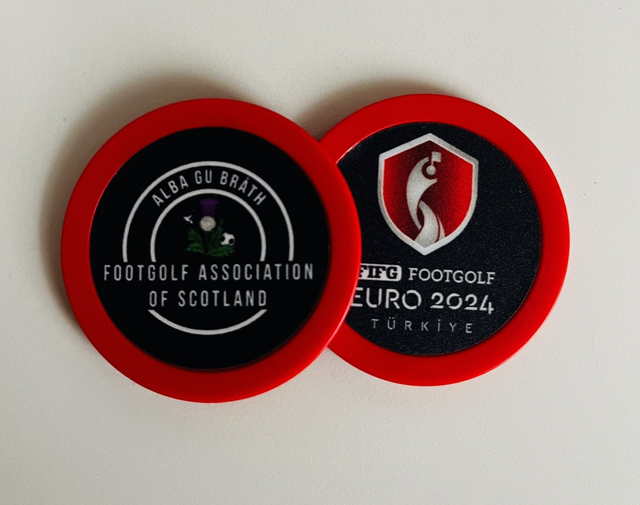 ALBA GU BRÀTH
FOOTGOLF ASSOCIATION
OF SCOTLAND
FIFG FOOTGOLF
EURO 2024
TÜRKİYE